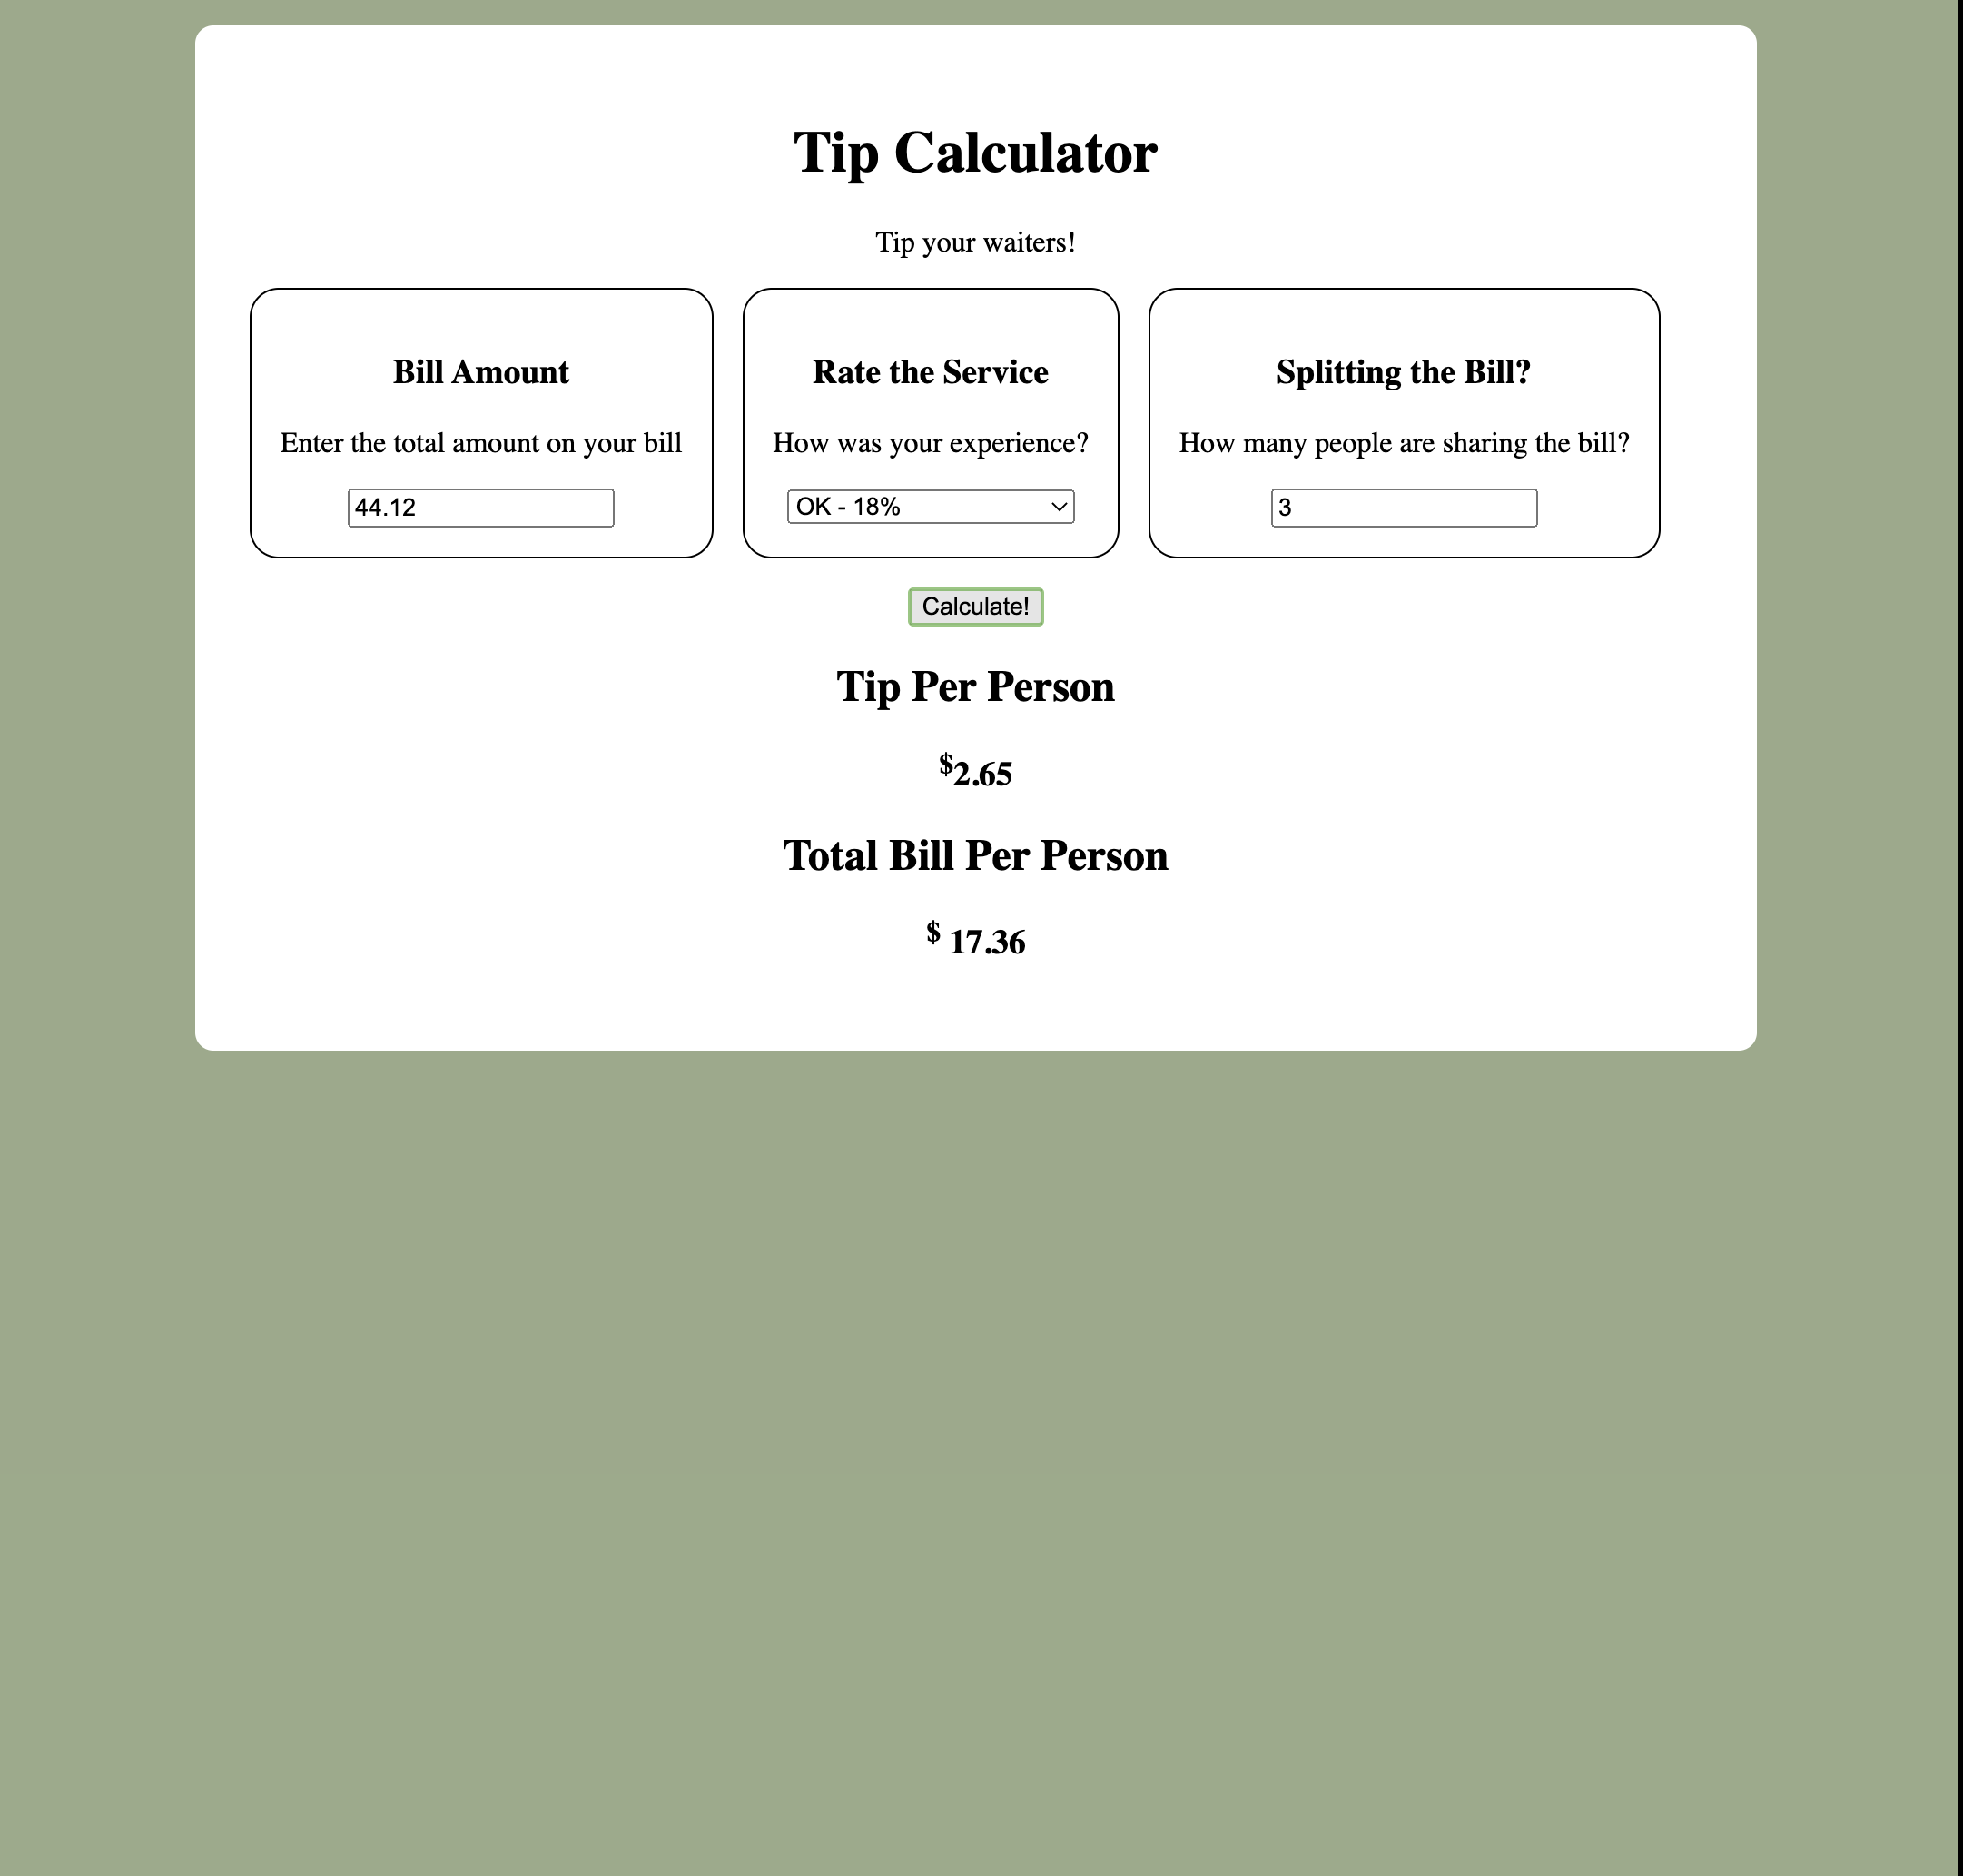 Tip Calculator
Tip your waiters!
Bill Amount
Enter the total amount on your bill
44.12
Rate the Service
How was your experience?
OK - 18%
Splitting the Bill?
How many people are sharing the bill?
3
Calculate!
Tip Per Person
$2.65
Total Bill Per Person
$ 17.36